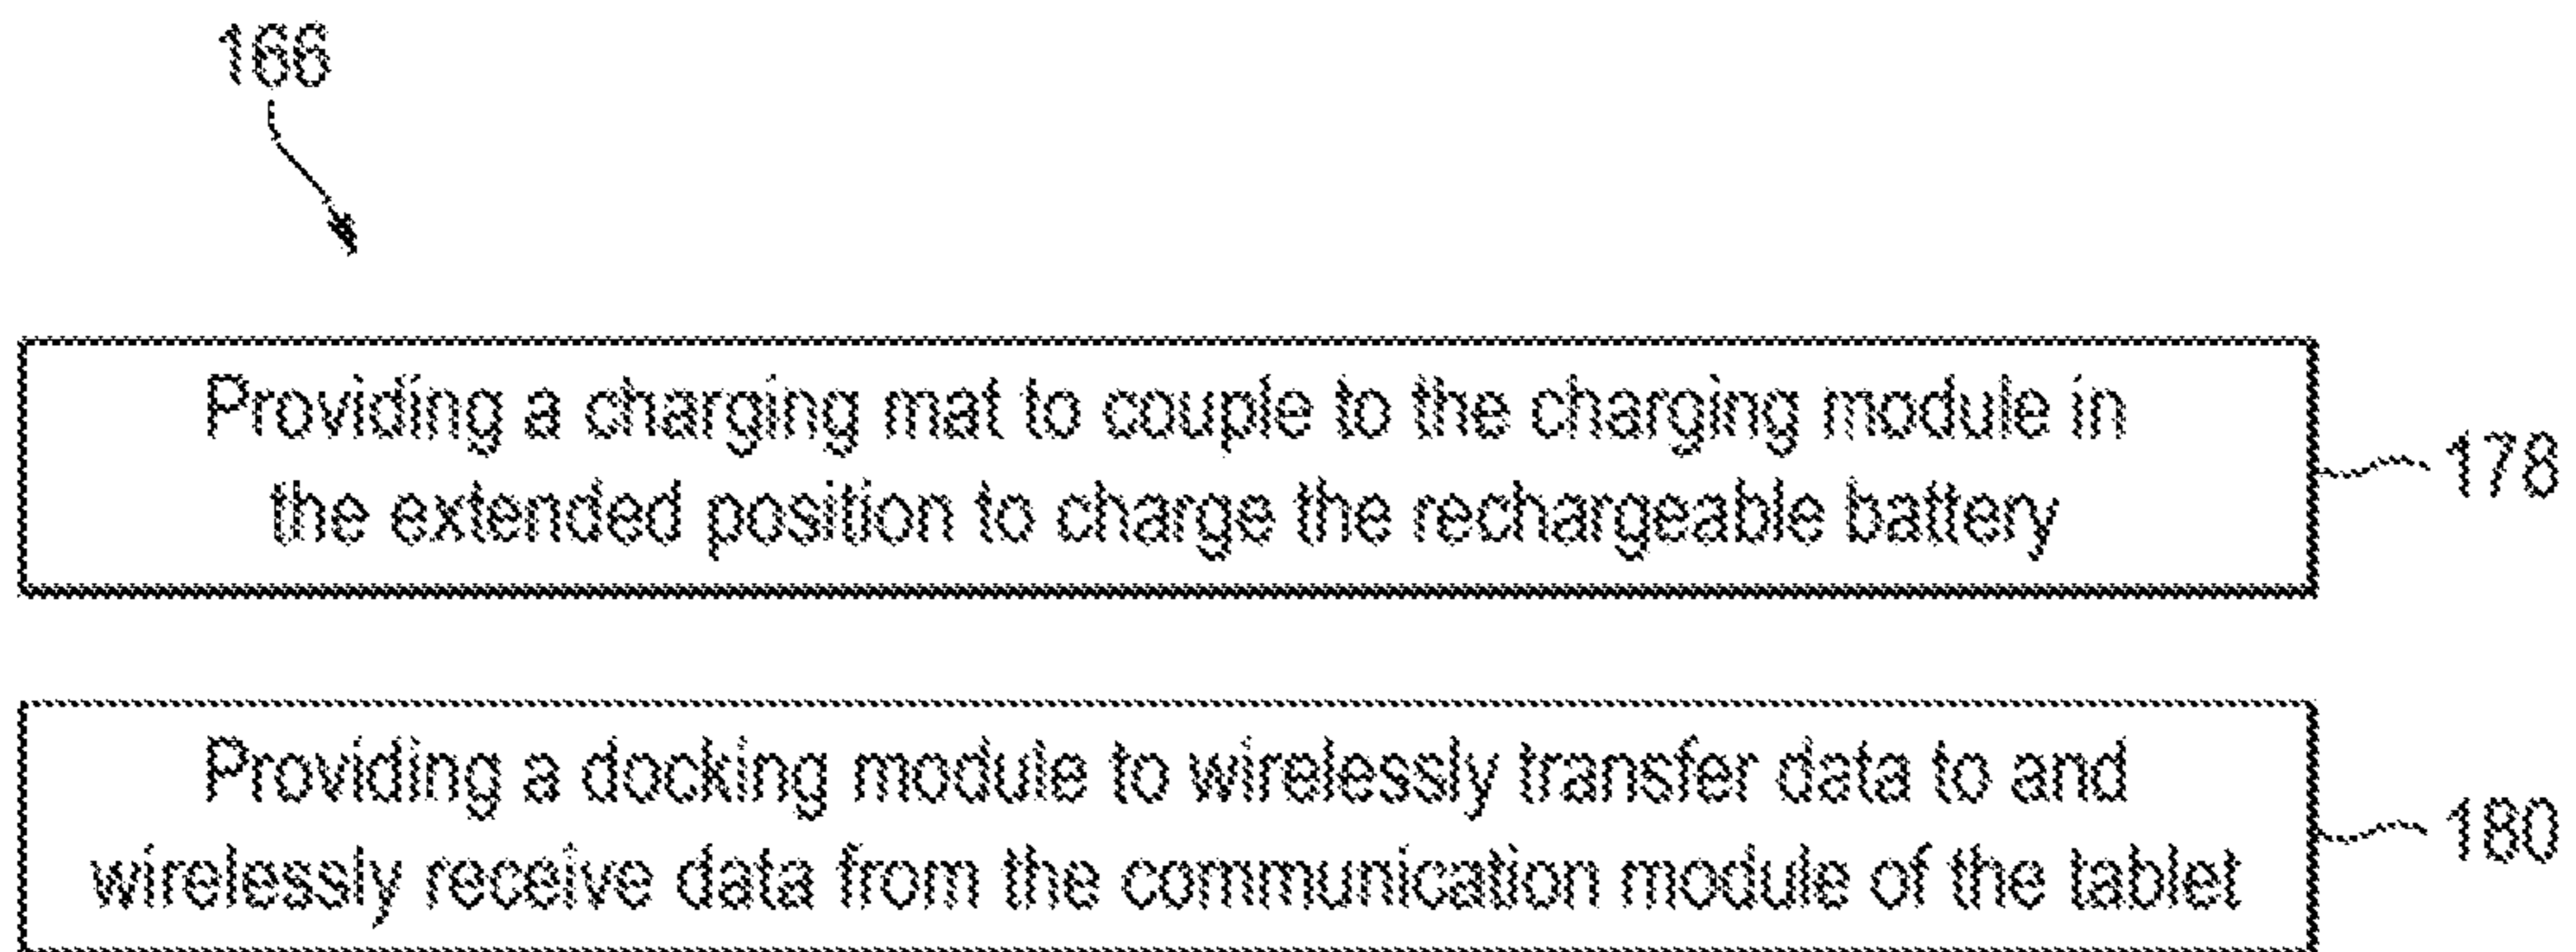 166
Providing a charging mat to couple to the charging module in
the extended position to charge the rechargeable battery
178
Providing a docking module to wirelessly transfer data to and
wirelessly receive data from the communication module of the tablet
180